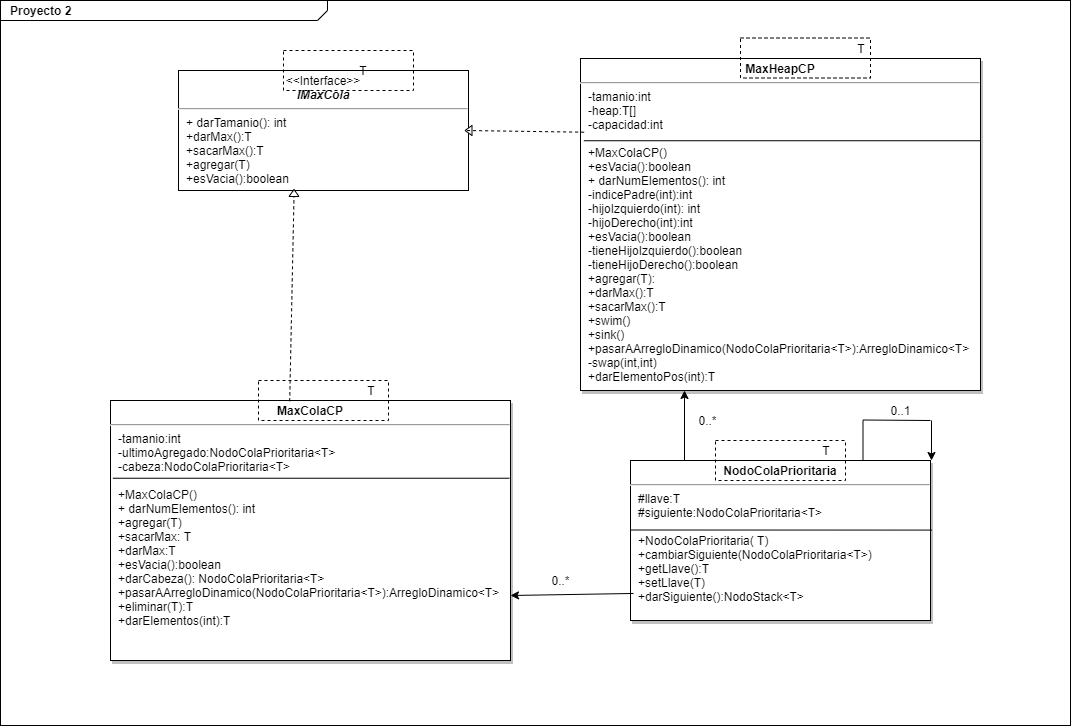 Proyecto 2
T
<<Interface>>
IMaxCola
+ darTamanio(): int
+darMax():T
+sacarMax():T
+agregar(T)
+esVacia():boolean
T
MaxHeapCP
-tamanio:int
-heap:T[]
-capacidad:int
+MaxColaCP()
+esVacia():boolean
+ darNumElementos(): int
-indicePadre(int):int
-hijoIzquierdo(int): int
-hijoDerecho(int):int
+esVacia():boolean
-tieneHijoIzquierdo():boolean
-tieneHijoDerecho():boolean
+agregar(T):
+darMax():T
+sacarMax():T
+swim()
+sink()
+pasarAArregloDinamico(NodoColaPrioritaria<T>):ArregloDinamico<T>
-swap(int,int)
+darElementoPos(int):T
T
MaxColaCP
-tamanio:int
-ultimoAgregado:NodoColaPrioritaria<T>
-cabeza:NodoColaPrioritaria<T>
+MaxColaCP()
+ darNumElementos(): int
+agregar(T)
+sacarMax: T
+darMax:T
+esVacia():boolean
+darCabeza(): NodoColaPrioritaria<T>
+pasarAArregloDinamico(NodoColaPrioritaria<T>):ArregloDinamico<T>
+eliminar(T):T
+darElementos(int):T
0..*
0..*
0..1
T
NodoColaPrioritaria
#llave:T
#siguiente:NodoColaPrioritaria<T>
+NodoColaPrioritaria( T)
+cambiarSiguiente(NodoColaPrioritaria<T>)
+getLlave():T
+setLlave(T)
+darSiguiente():NodoStack<T>